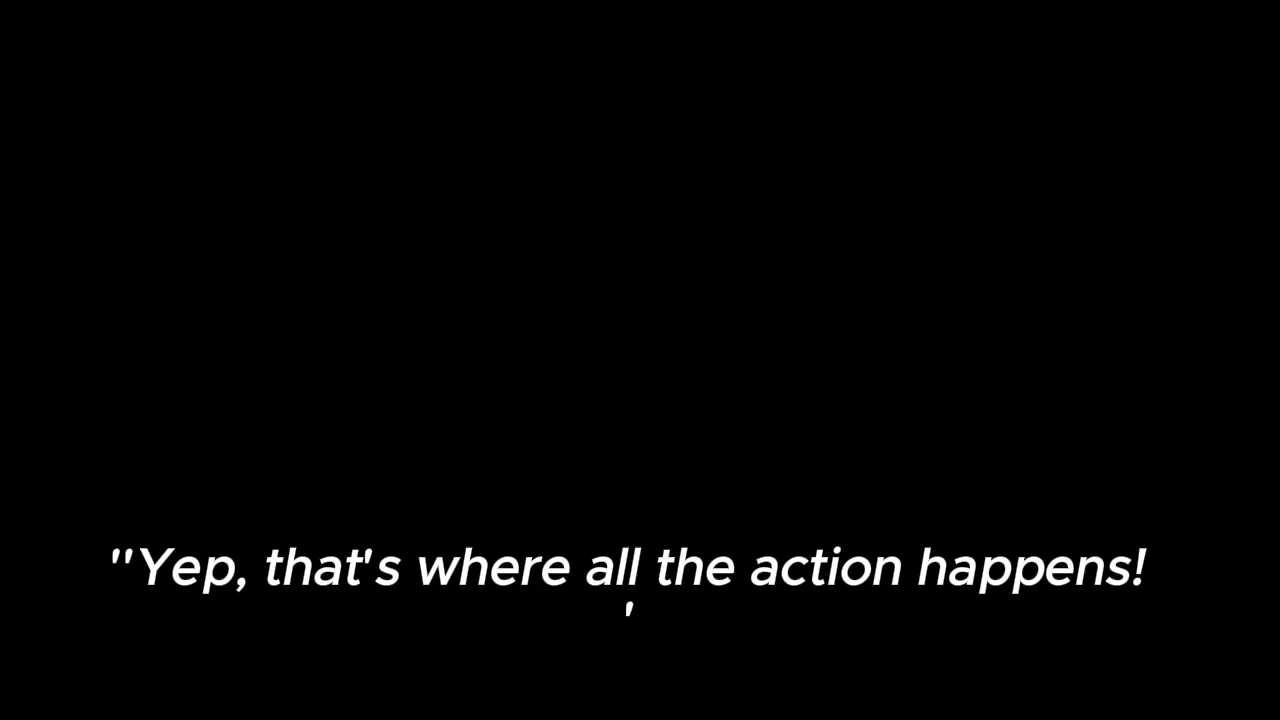 "Yep, that's where all the action happens!
'